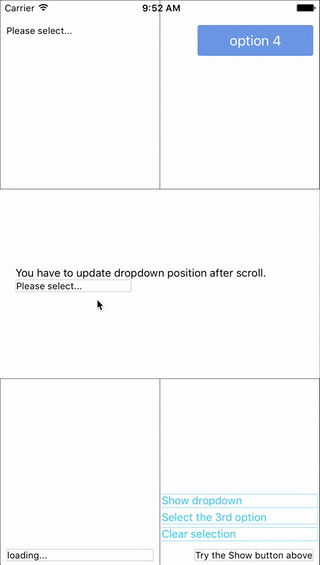 Carrier 9:52 AM
Please select...
option 4
You have to update dropdown position after scroll.
Please select...
Show dropdown
Select the 3rd option
Clear selection
loading...
Try the Show button above